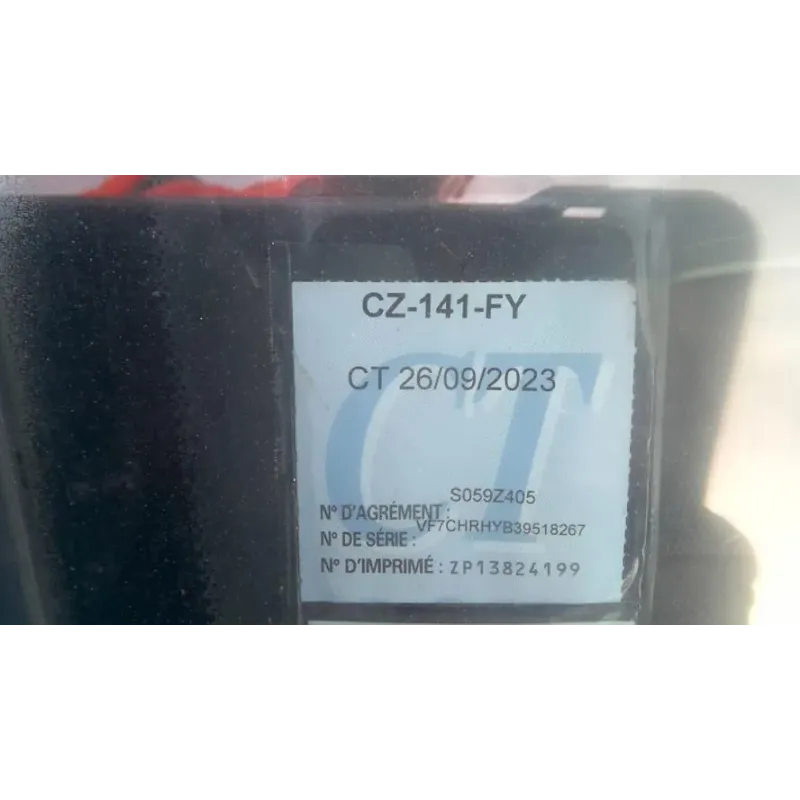 CZ-141-FY
CT 26/09/2023
CT
S059Z405
N° D'AGRÉMENT :
VF7CHRHYB39518267
N° DE SÉRIE :
N° D'IMPRIMÉ : ZP13824199